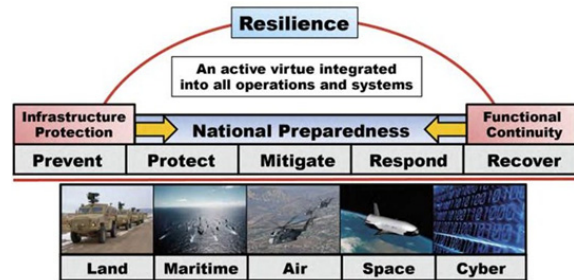 Resilience
An active virtue integrated
into all operations and systems
Infrastructure
Protection
National Preparedness
Functional
Continuity
Prevent
Protect
Mitigate
Respond
Recover
Land
Maritime
Air
Space
Cyber